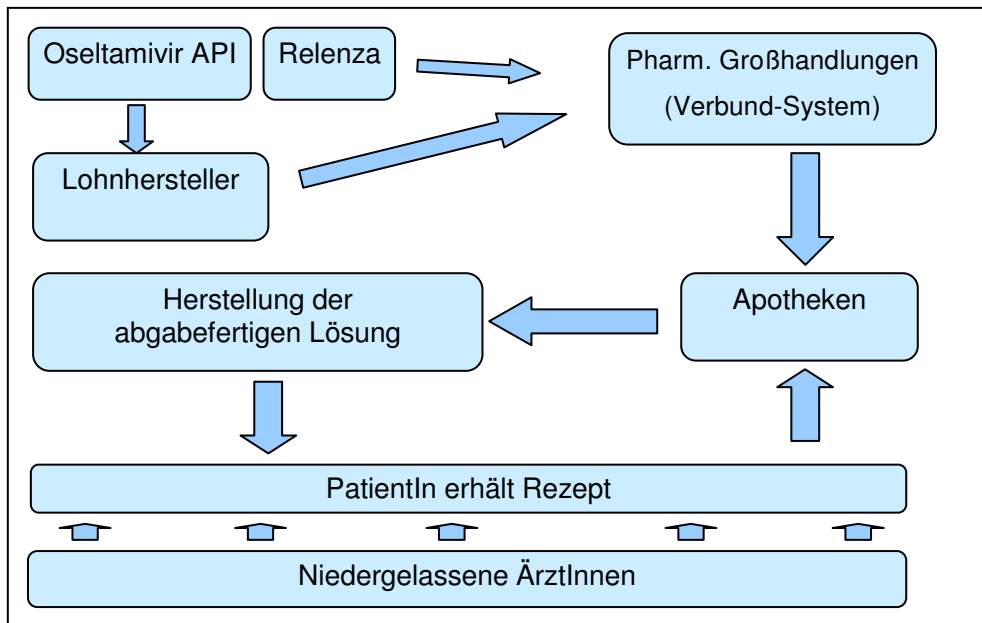 Oseltamivir API
Relenza
Pharm. Großhandlungen
(Verbund-System)
Lohnhersteller
Herstellung der
abgabefertigen Lösung
Apotheken
PatientIn erhält Rezept
Niedergelassene ÄrztInnen